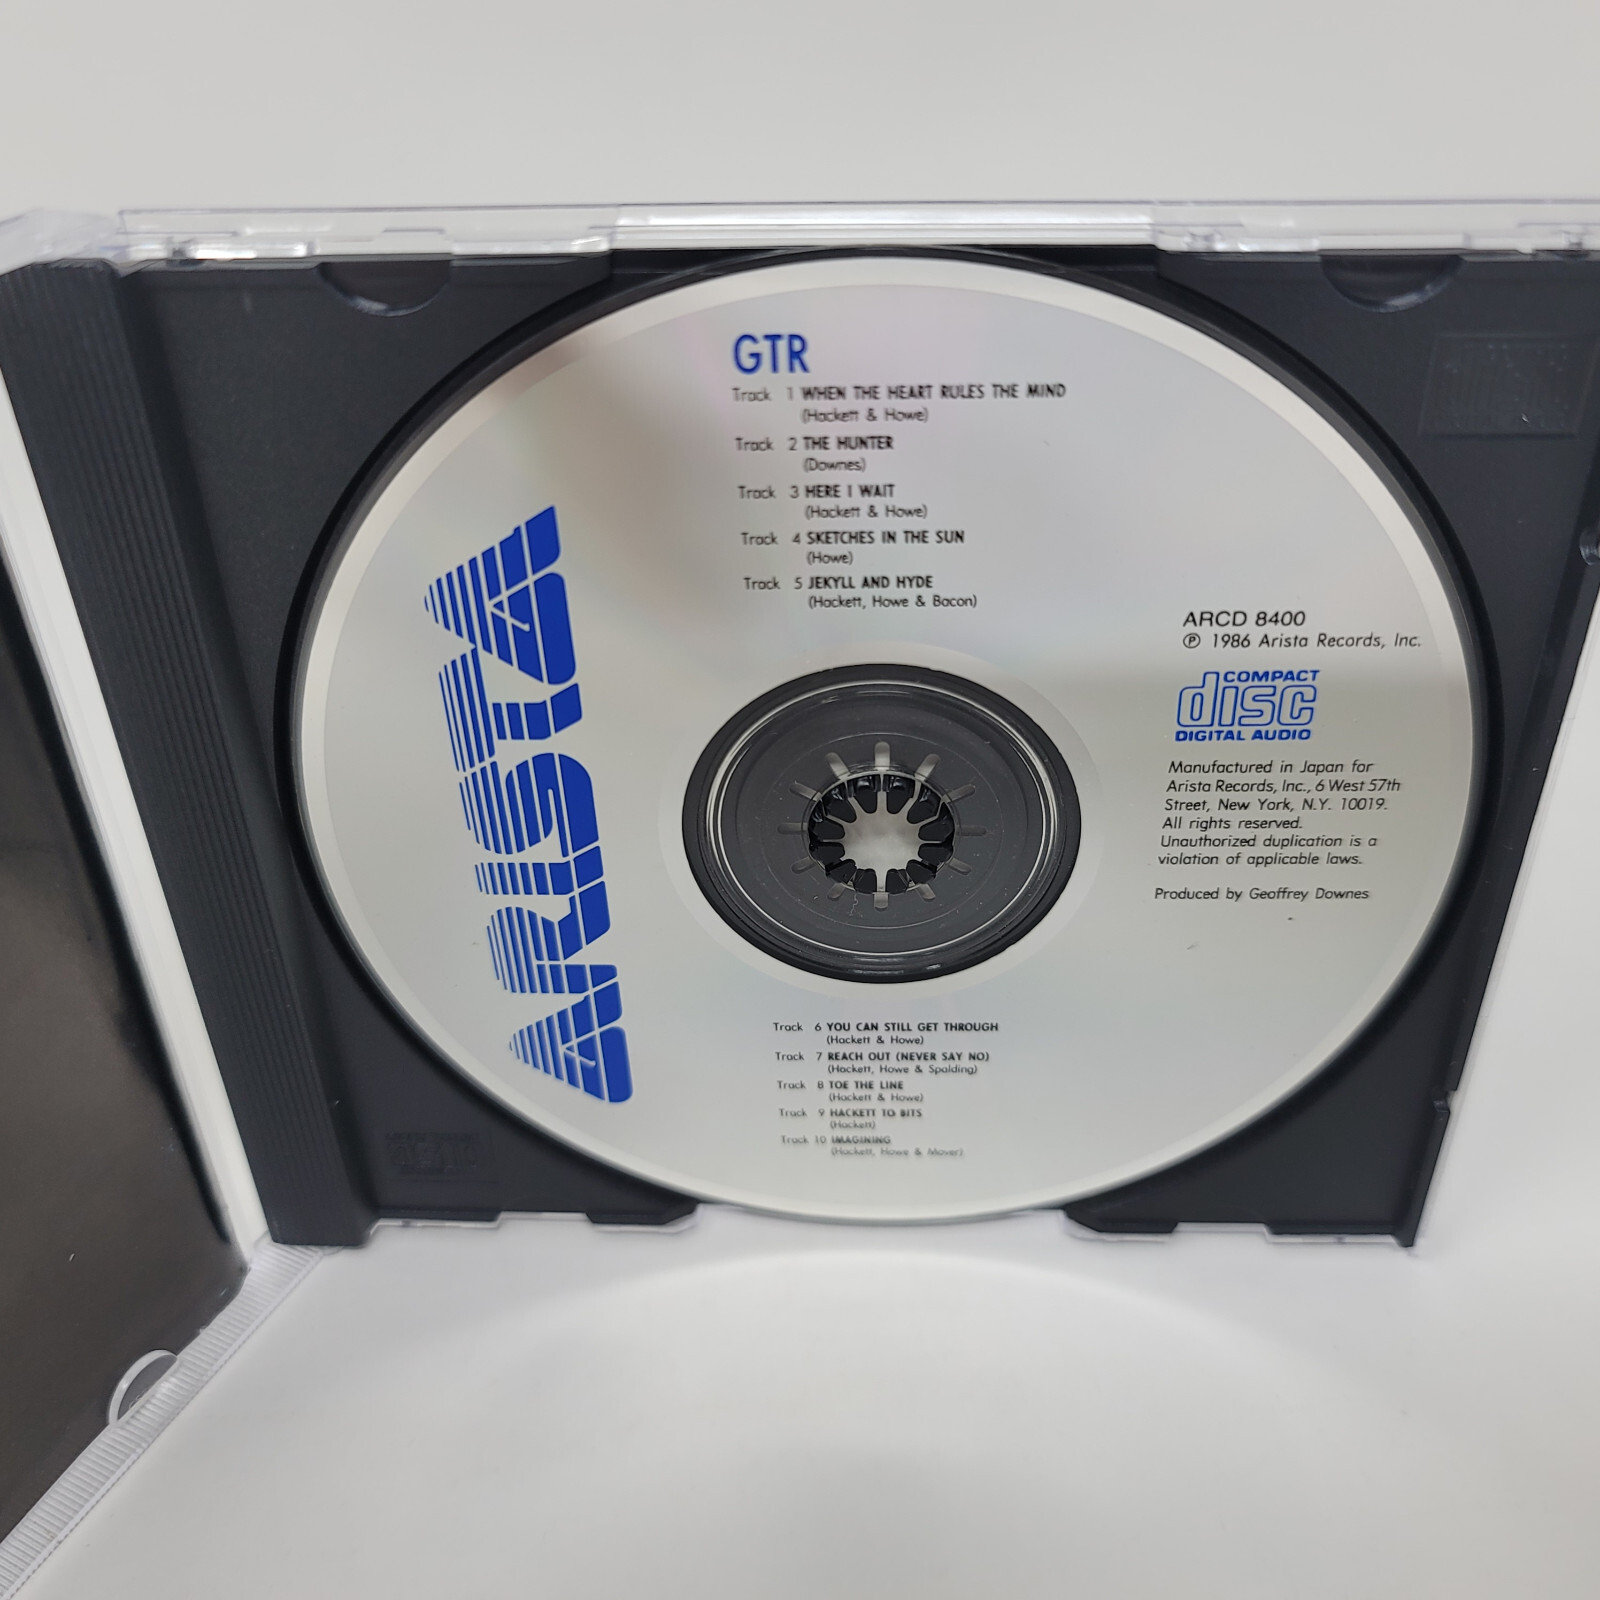 GTR
Track 1 WHEN THE HEART RULES THE MIND
(Hackett & Howe)
Track 2 THE HUNTER
(Downes)
Track 3 HERE I WAIT
(Hackett & Howe)
Track 4 SKETCHES IN THE SUN
(Howe)
Track 5 JEKYLL AND HYDE
(Hackett, Howe & Bacon)
ARISTA
ARCD 8400
℗ 1986 Arista Records, Inc.
COMPACT
disc
DIGITAL AUDIO
Manufactured in Japan for
Arista Records, Inc., 6 West 57th
Street, New York, N.Y. 10019.
All rights reserved.
Unauthorized duplication is a
violation of applicable laws.
Produced by Geoffrey Downes
Track 6 YOU CAN STILL GET THROUGH
(Hackett & Howe)
Track 7 REACH OUT (NEVER SAY NO)
(Hackett, Howe & Spalding)
Track 8 TOE THE LINE
(Hackett & Howe)
Track 9 HACKETT TO BITS
(Hackett)
Track 10 IMAGINING
(Hackett, Howe & Mover)